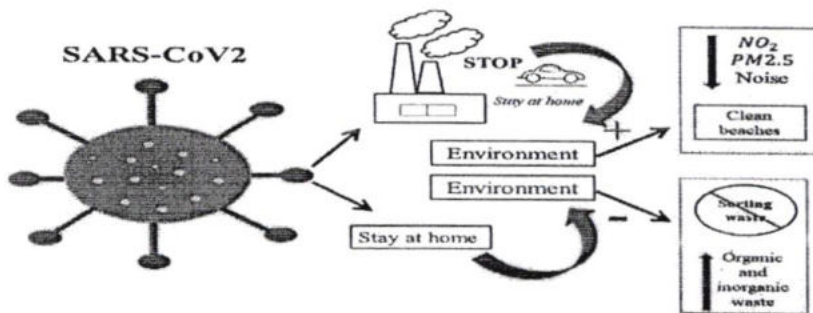 SARS-CoV2
STOP
Stay at home
+
Environment
Environment
-
Stay at home
NO₂
PM2.5
Noise
Clean
beaches
Sorting
waste
Organic
and
inorganic
waste